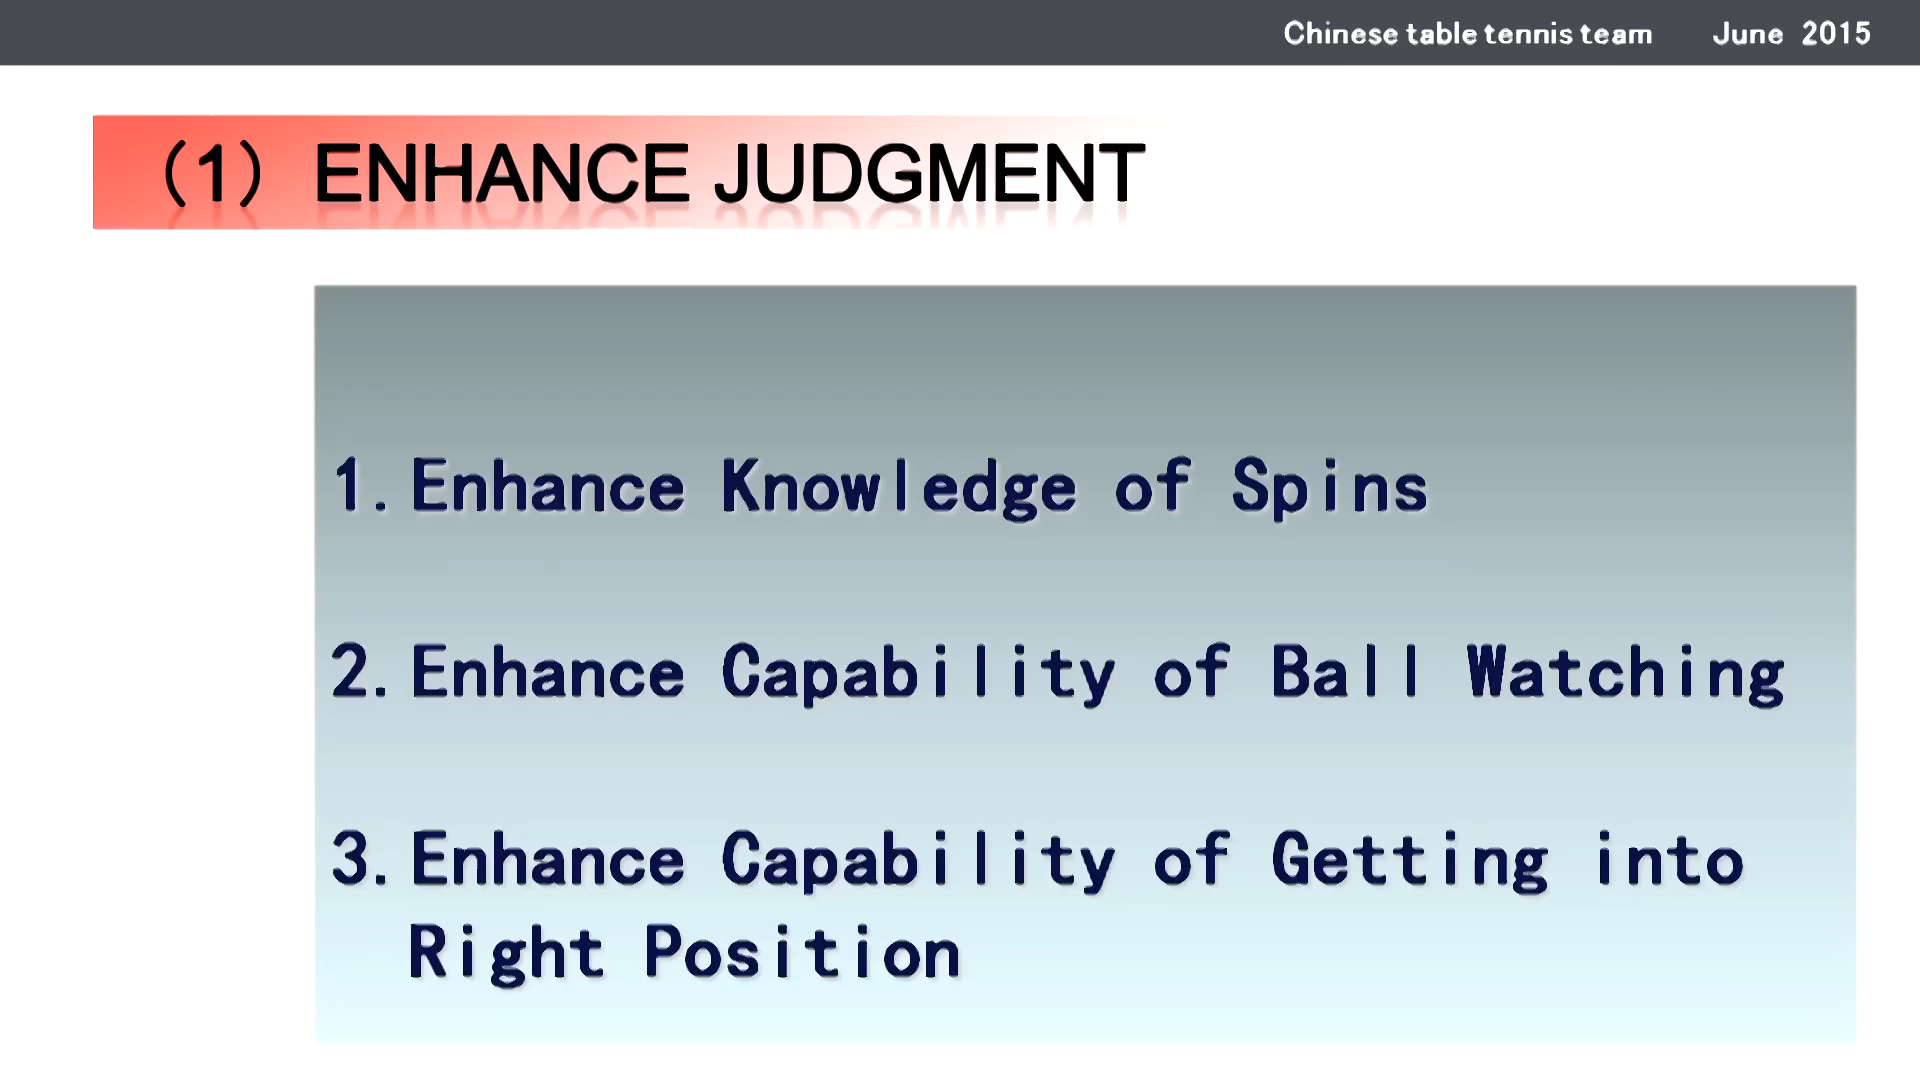 Chinese table tennis team June 2015
（1） ENHANCE JUDGMENT
1. Enhance Knowledge of Spins
2. Enhance Capability of Ball Watching
3. Enhance Capability of Getting into
Right Position